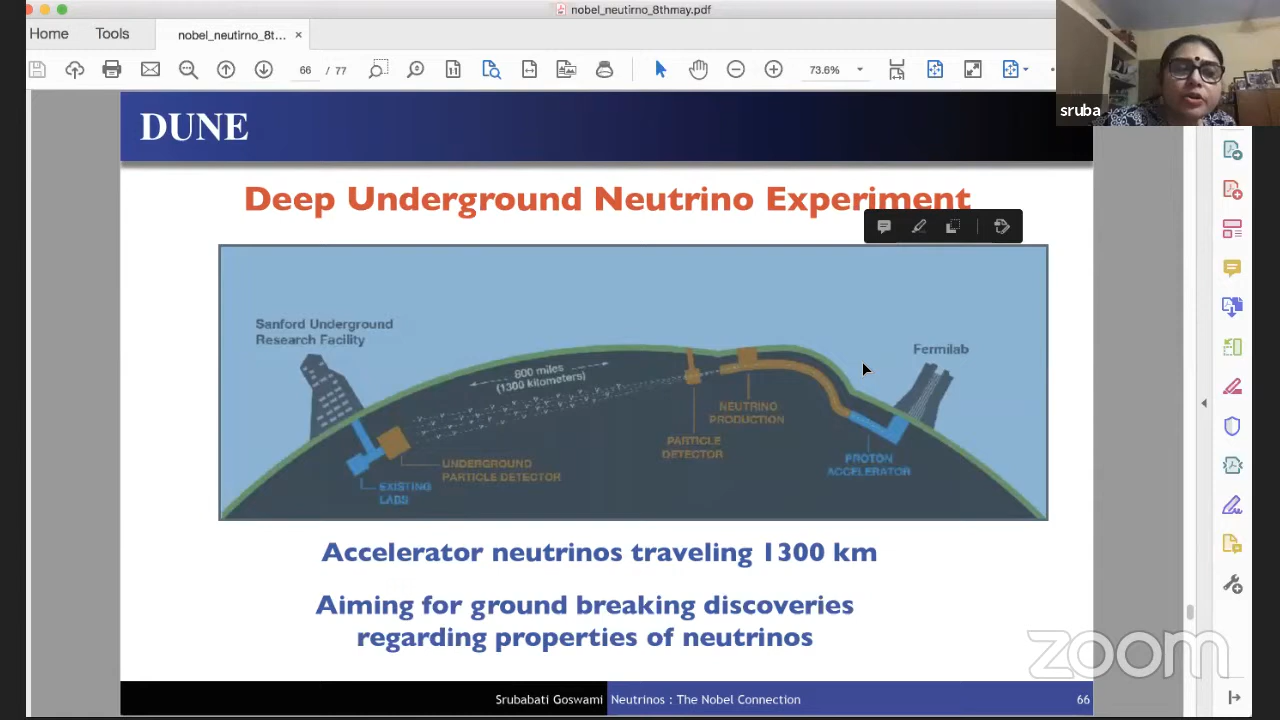 nobel_neutirno_8thmay.pdf
Home
Tools
nobel_neutirno_8t...
66 / 77
73.6%
sruba
DUNE
Deep Underground Neutrino Experiment
Sanford Underground
Research Facility
Fermilab
800 miles
(1300 kilometers)
NEUTRINO
PRODUCTION
PARTICLE
DETECTOR
PROTON
ACCELERATOR
UNDERGROUND
PARTICLE DETECTOR
EXISTING
LABS
Accelerator neutrinos traveling 1300 km
Aiming for ground breaking discoveries
regarding properties of neutrinos
zoom
Srubabati Goswami
Neutrinos : The Nobel Connection
66